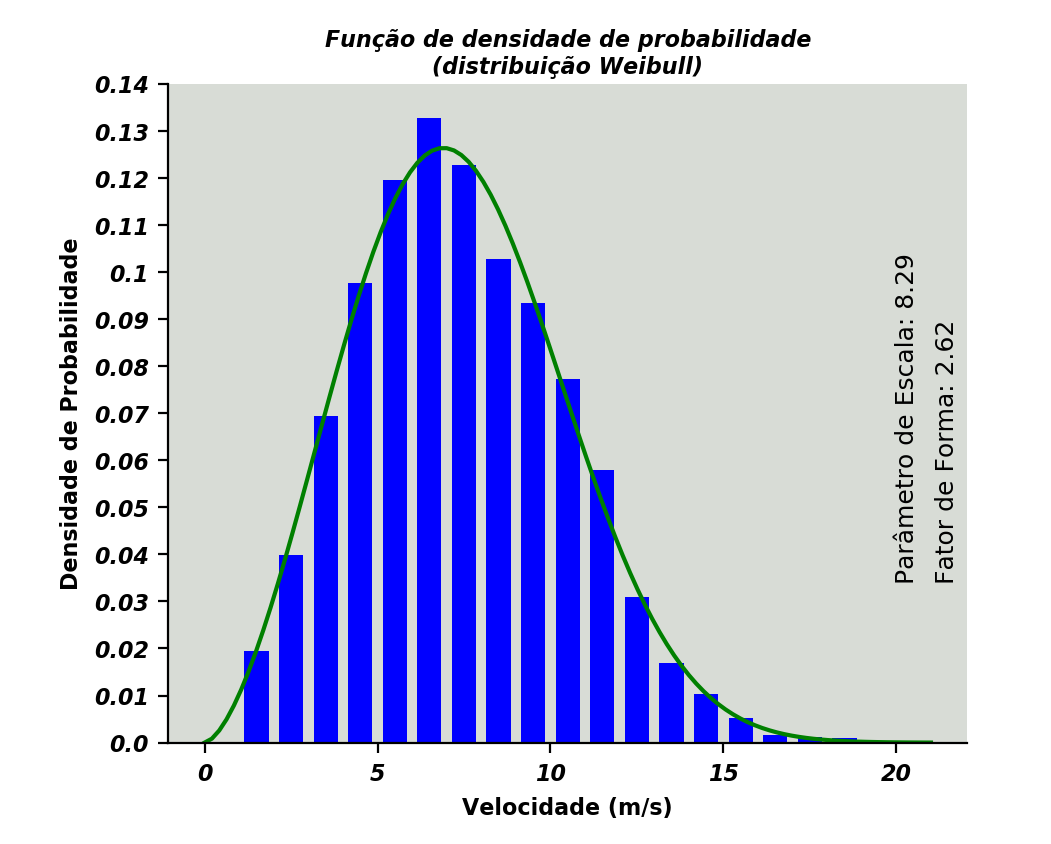 Função de densidade de probabilidade
(distribuição Weibull)
0.14
0.13
0.12
0.11
0.1
0.09
0.08
0.07
0.06
0.05
0.04
0.03
0.02
0.01
0.0
Densidade de Probabilidade
Parâmetro de Escala: 8.29
Fator de Forma: 2.62
0 5 10 15 20
Velocidade (m/s)